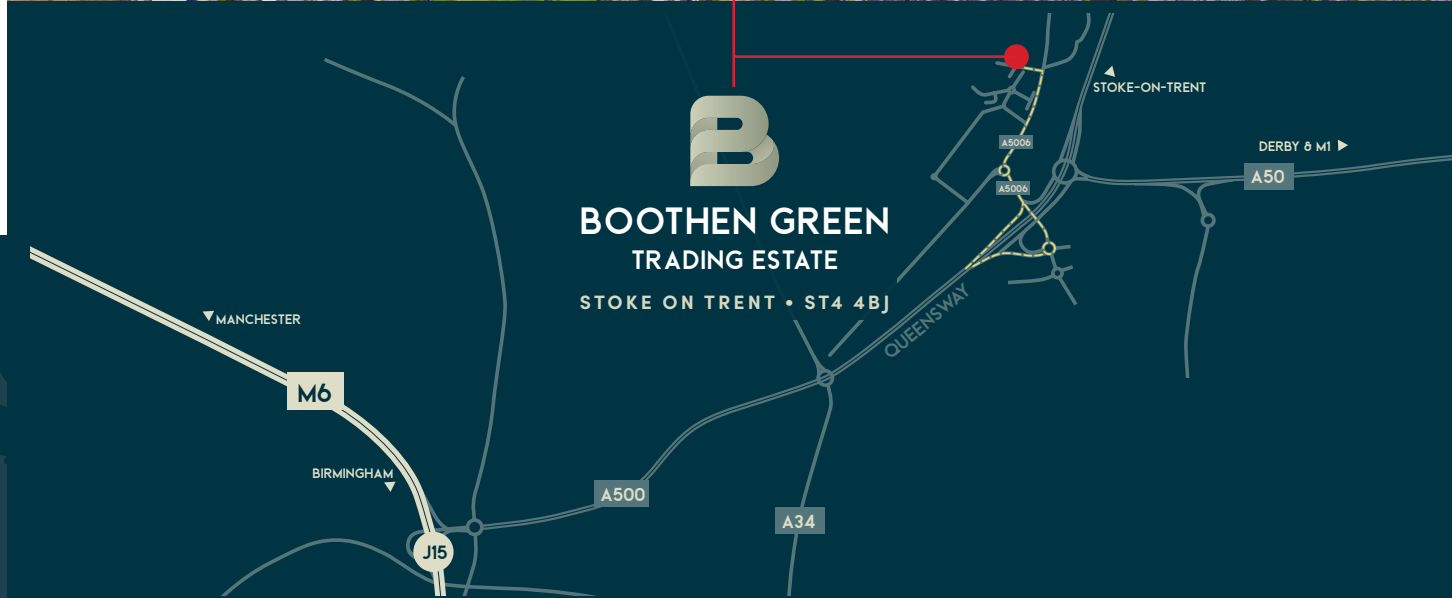 STOKE-ON-TRENT
A5006
DERBY & M1
A50
A5006
BOOTHEN GREEN
TRADING ESTATE
STOKE ON TRENT • ST4 4BJ
QUEENSWAY
MANCHESTER
M6
BIRMINGHAM
A500
A34
J15